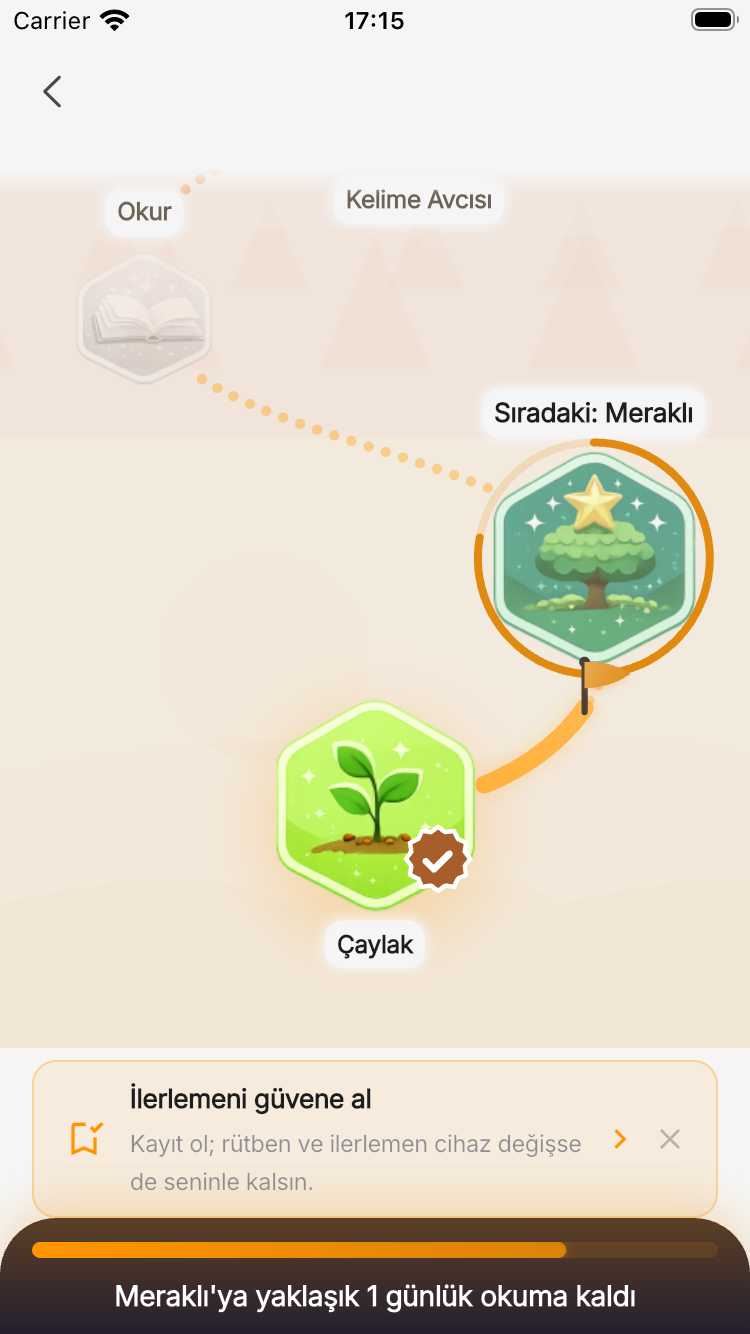 Carrier 17:15
Okur
Kelime Avcısı
Sıradaki: Meraklı
Çaylak
İlerlemeni güvene al
Kayıt ol; rütben ve ilerlemen cihaz değişse
de seninle kalsın.
Meraklı'ya yaklaşık 1 günlük okuma kaldı